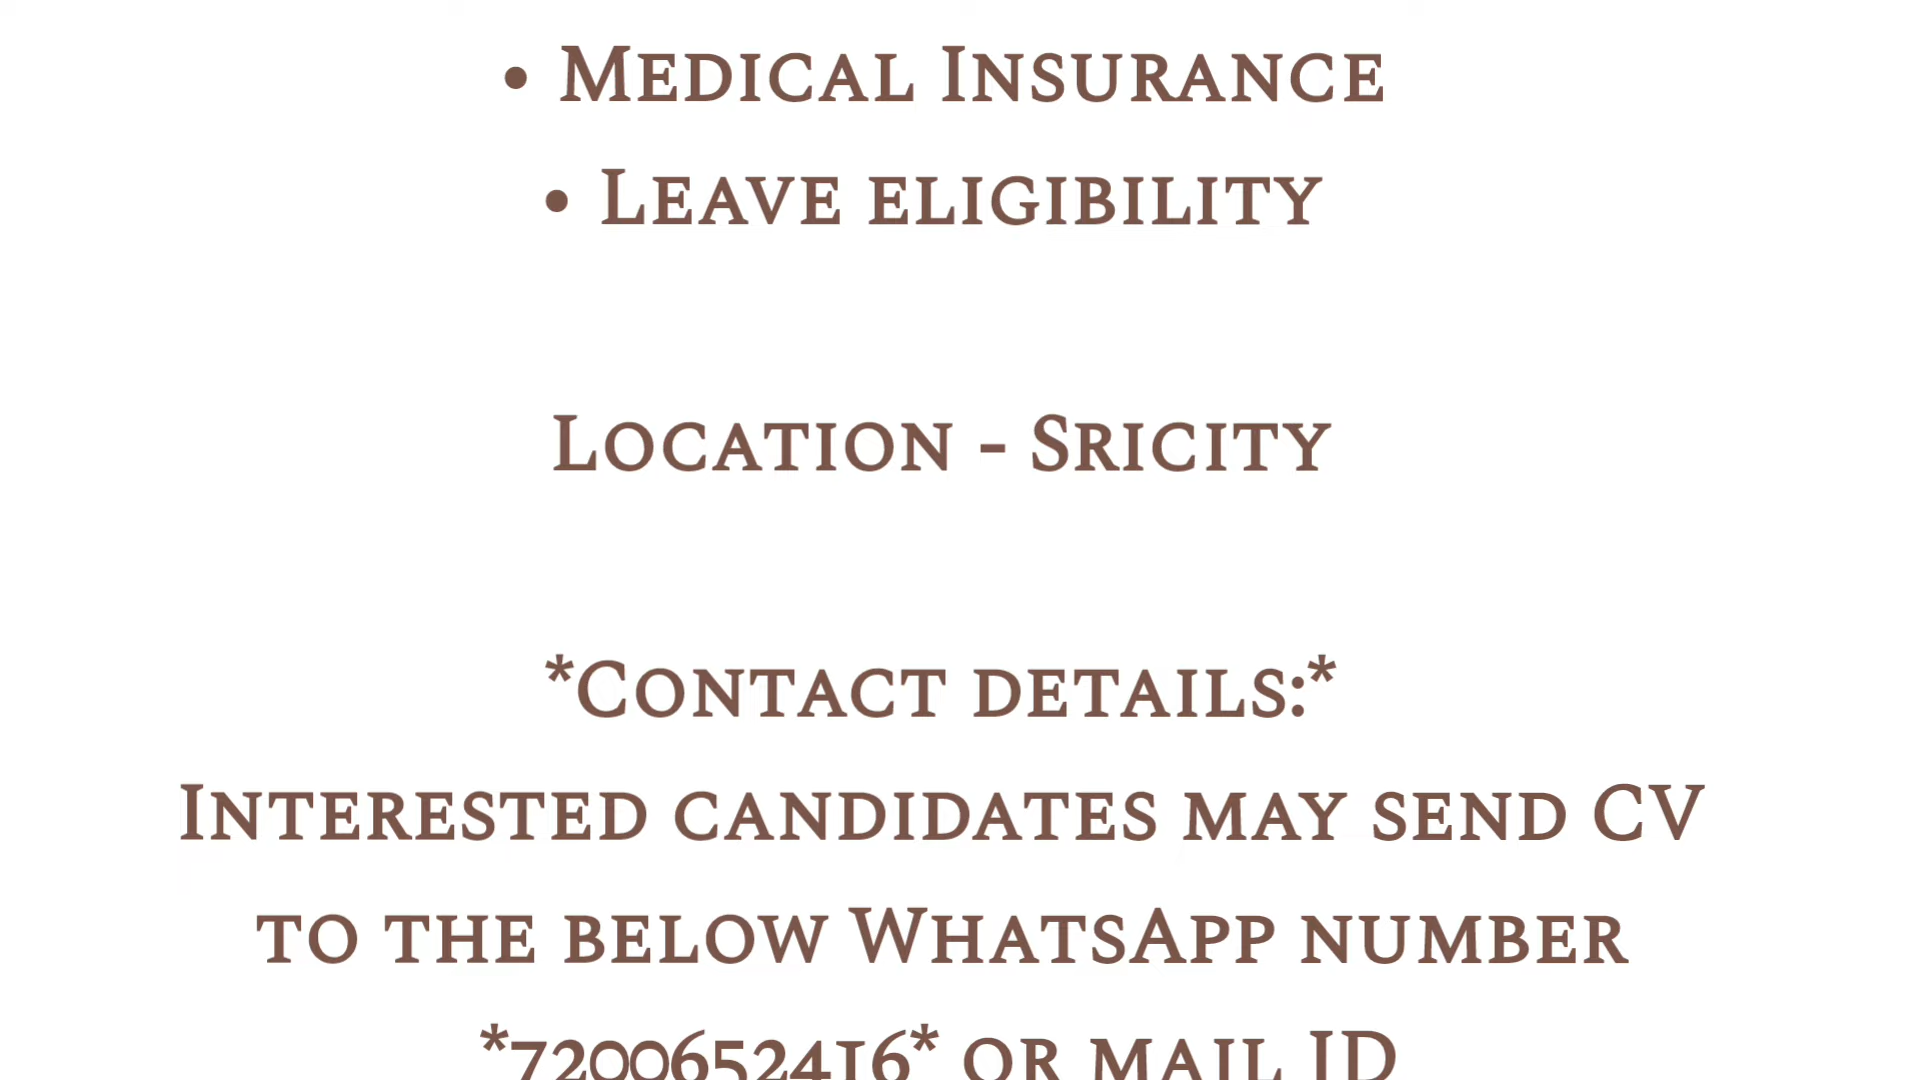 • Medical Insurance
• Leave eligibility
Location - Sricity
*Contact details:*
Interested candidates may send CV
to the below WhatsApp number
*7200652416* or mail ID